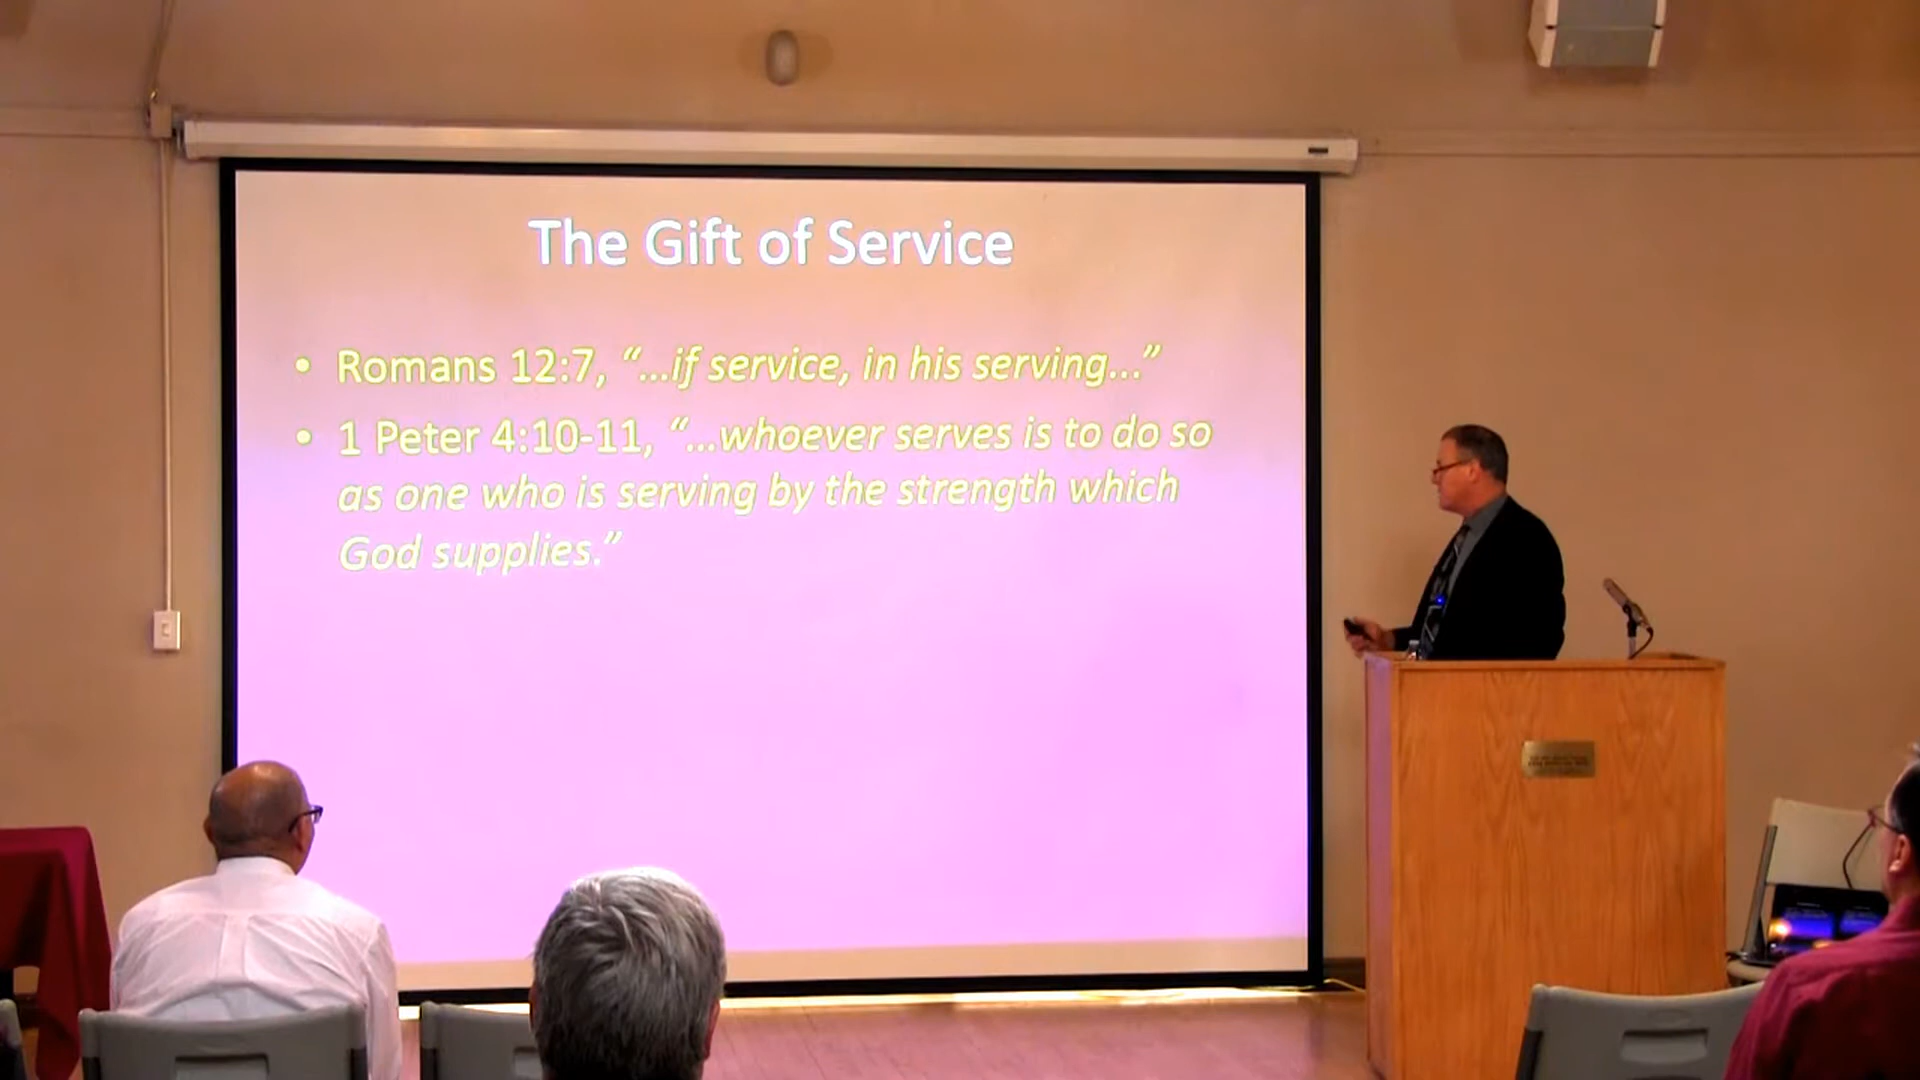 The Gift of Service
• Romans 12:7, “...if service, in his serving...”
• 1 Peter 4:10-11, “...whoever serves is to do so
as one who is serving by the strength which
God supplies.”